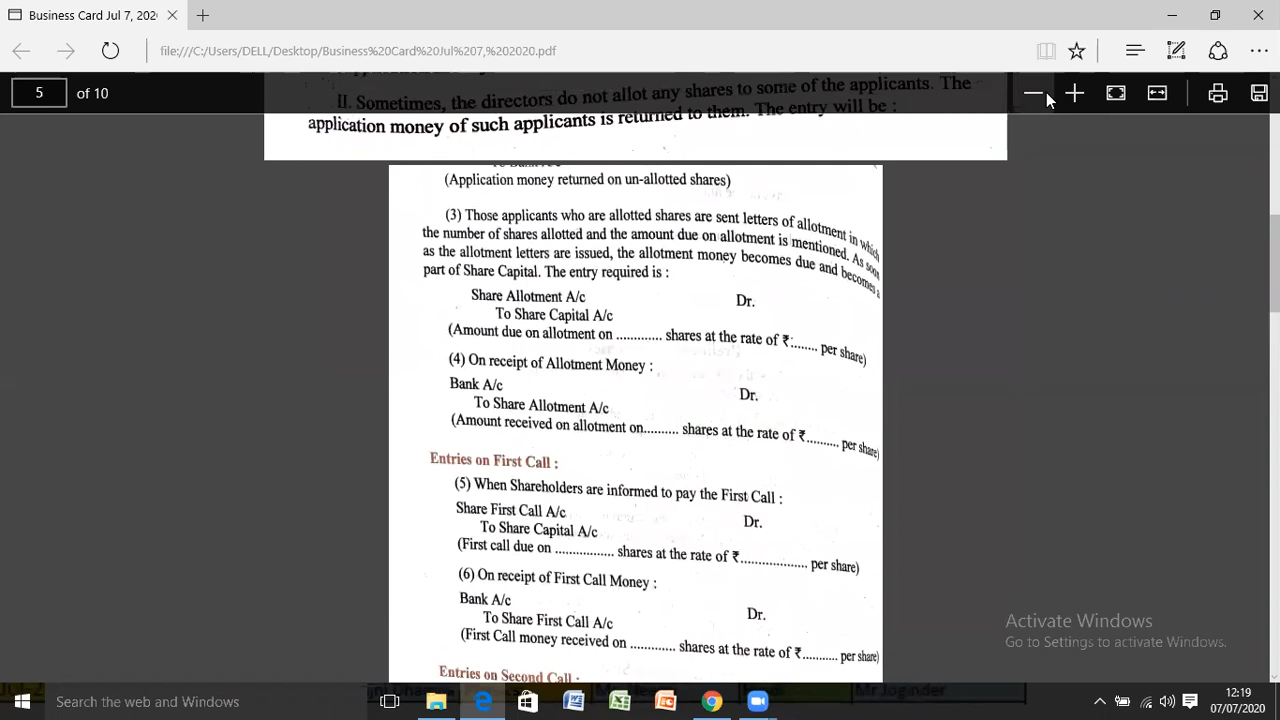 Business Card Jul 7, 202
file:///C:/Users/DELL/Desktop/Business%20Card%20Jul%207,%202020.pdf
5 of 10
II. Sometimes, the directors do not allot any shares to some of the applicants. The
application money of such applicants is returned to them. The entry will be :
(Application money returned on un-allotted shares)
(3) Those applicants who are allotted shares are sent letters of allotment in which
the number of shares allotted and the amount due on allotment is mentioned. As soon
as the allotment letters are issued, the allotment money becomes due and becomes a
part of Share Capital. The entry required is :
Share Allotment A/c Dr.
To Share Capital A/c
(Amount due on allotment on ............ shares at the rate of ₹:....... per share)
(4) On receipt of Allotment Money :
Bank A/c Dr.
To Share Allotment A/c
(Amount received on allotment on......... shares at the rate of ₹......... per share)
Entries on First Call :
(5) When Shareholders are informed to pay the First Call :
Share First Call A/c Dr.
To Share Capital A/c
(First call due on ................ shares at the rate of ₹.................. per share)
(6) On receipt of First Call Money :
Bank A/c Dr.
To Share First Call A/c
(First Call money received on ............ shares at the rate of ₹.......... per share)
Entries on Second Call :
Activate Windows
Go to Settings to activate Windows.
Search the web and Windows
Mr Joginder
12:19
07/07/2020